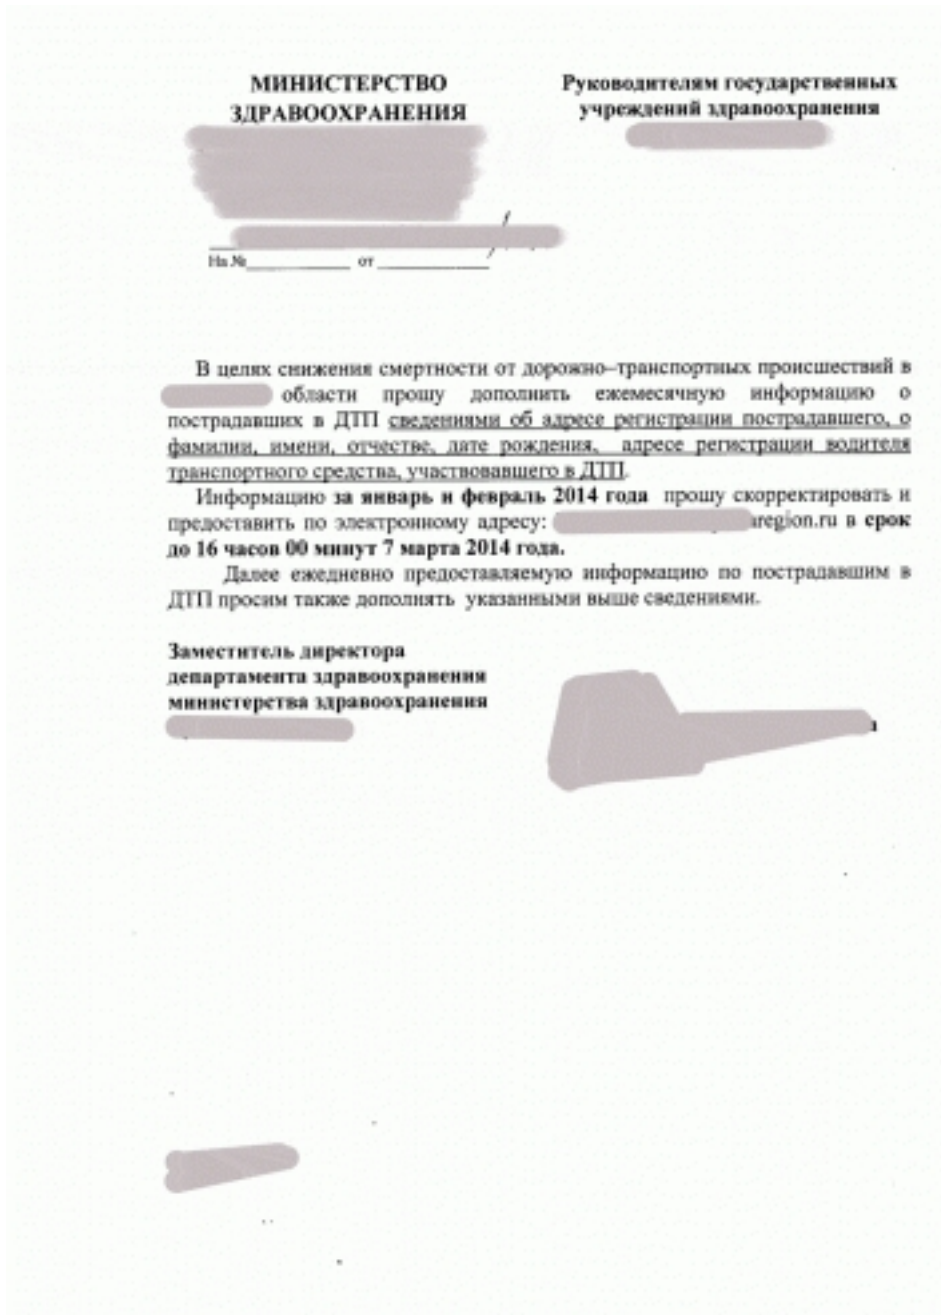 МИНИСТЕРСТВО
ЗДРАВООХРАНЕНИЯ
Руководителям государственных
учреждений здравоохранения
На №____________ от ____________
В целях снижения смертности от дорожно–транспортных происшествий в
области прошу дополнить ежемесячную информацию о
пострадавших в ДТП сведениями об адресе регистрации пострадавшего, о
фамилии, имени, отчестве, дате рождения, адресе регистрации водителя
транспортного средства, участвовавшего в ДТП.
Информацию за январь и февраль 2014 года прошу скорректировать и
предоставить по электронному адресу: aregion.ru в срок
до 16 часов 00 минут 7 марта 2014 года.
Далее ежедневно предоставляемую информацию по пострадавшим в
ДТП просим также дополнять указанными выше сведениями.
Заместитель директора
департамента здравоохранения
министерства здравоохранения
а